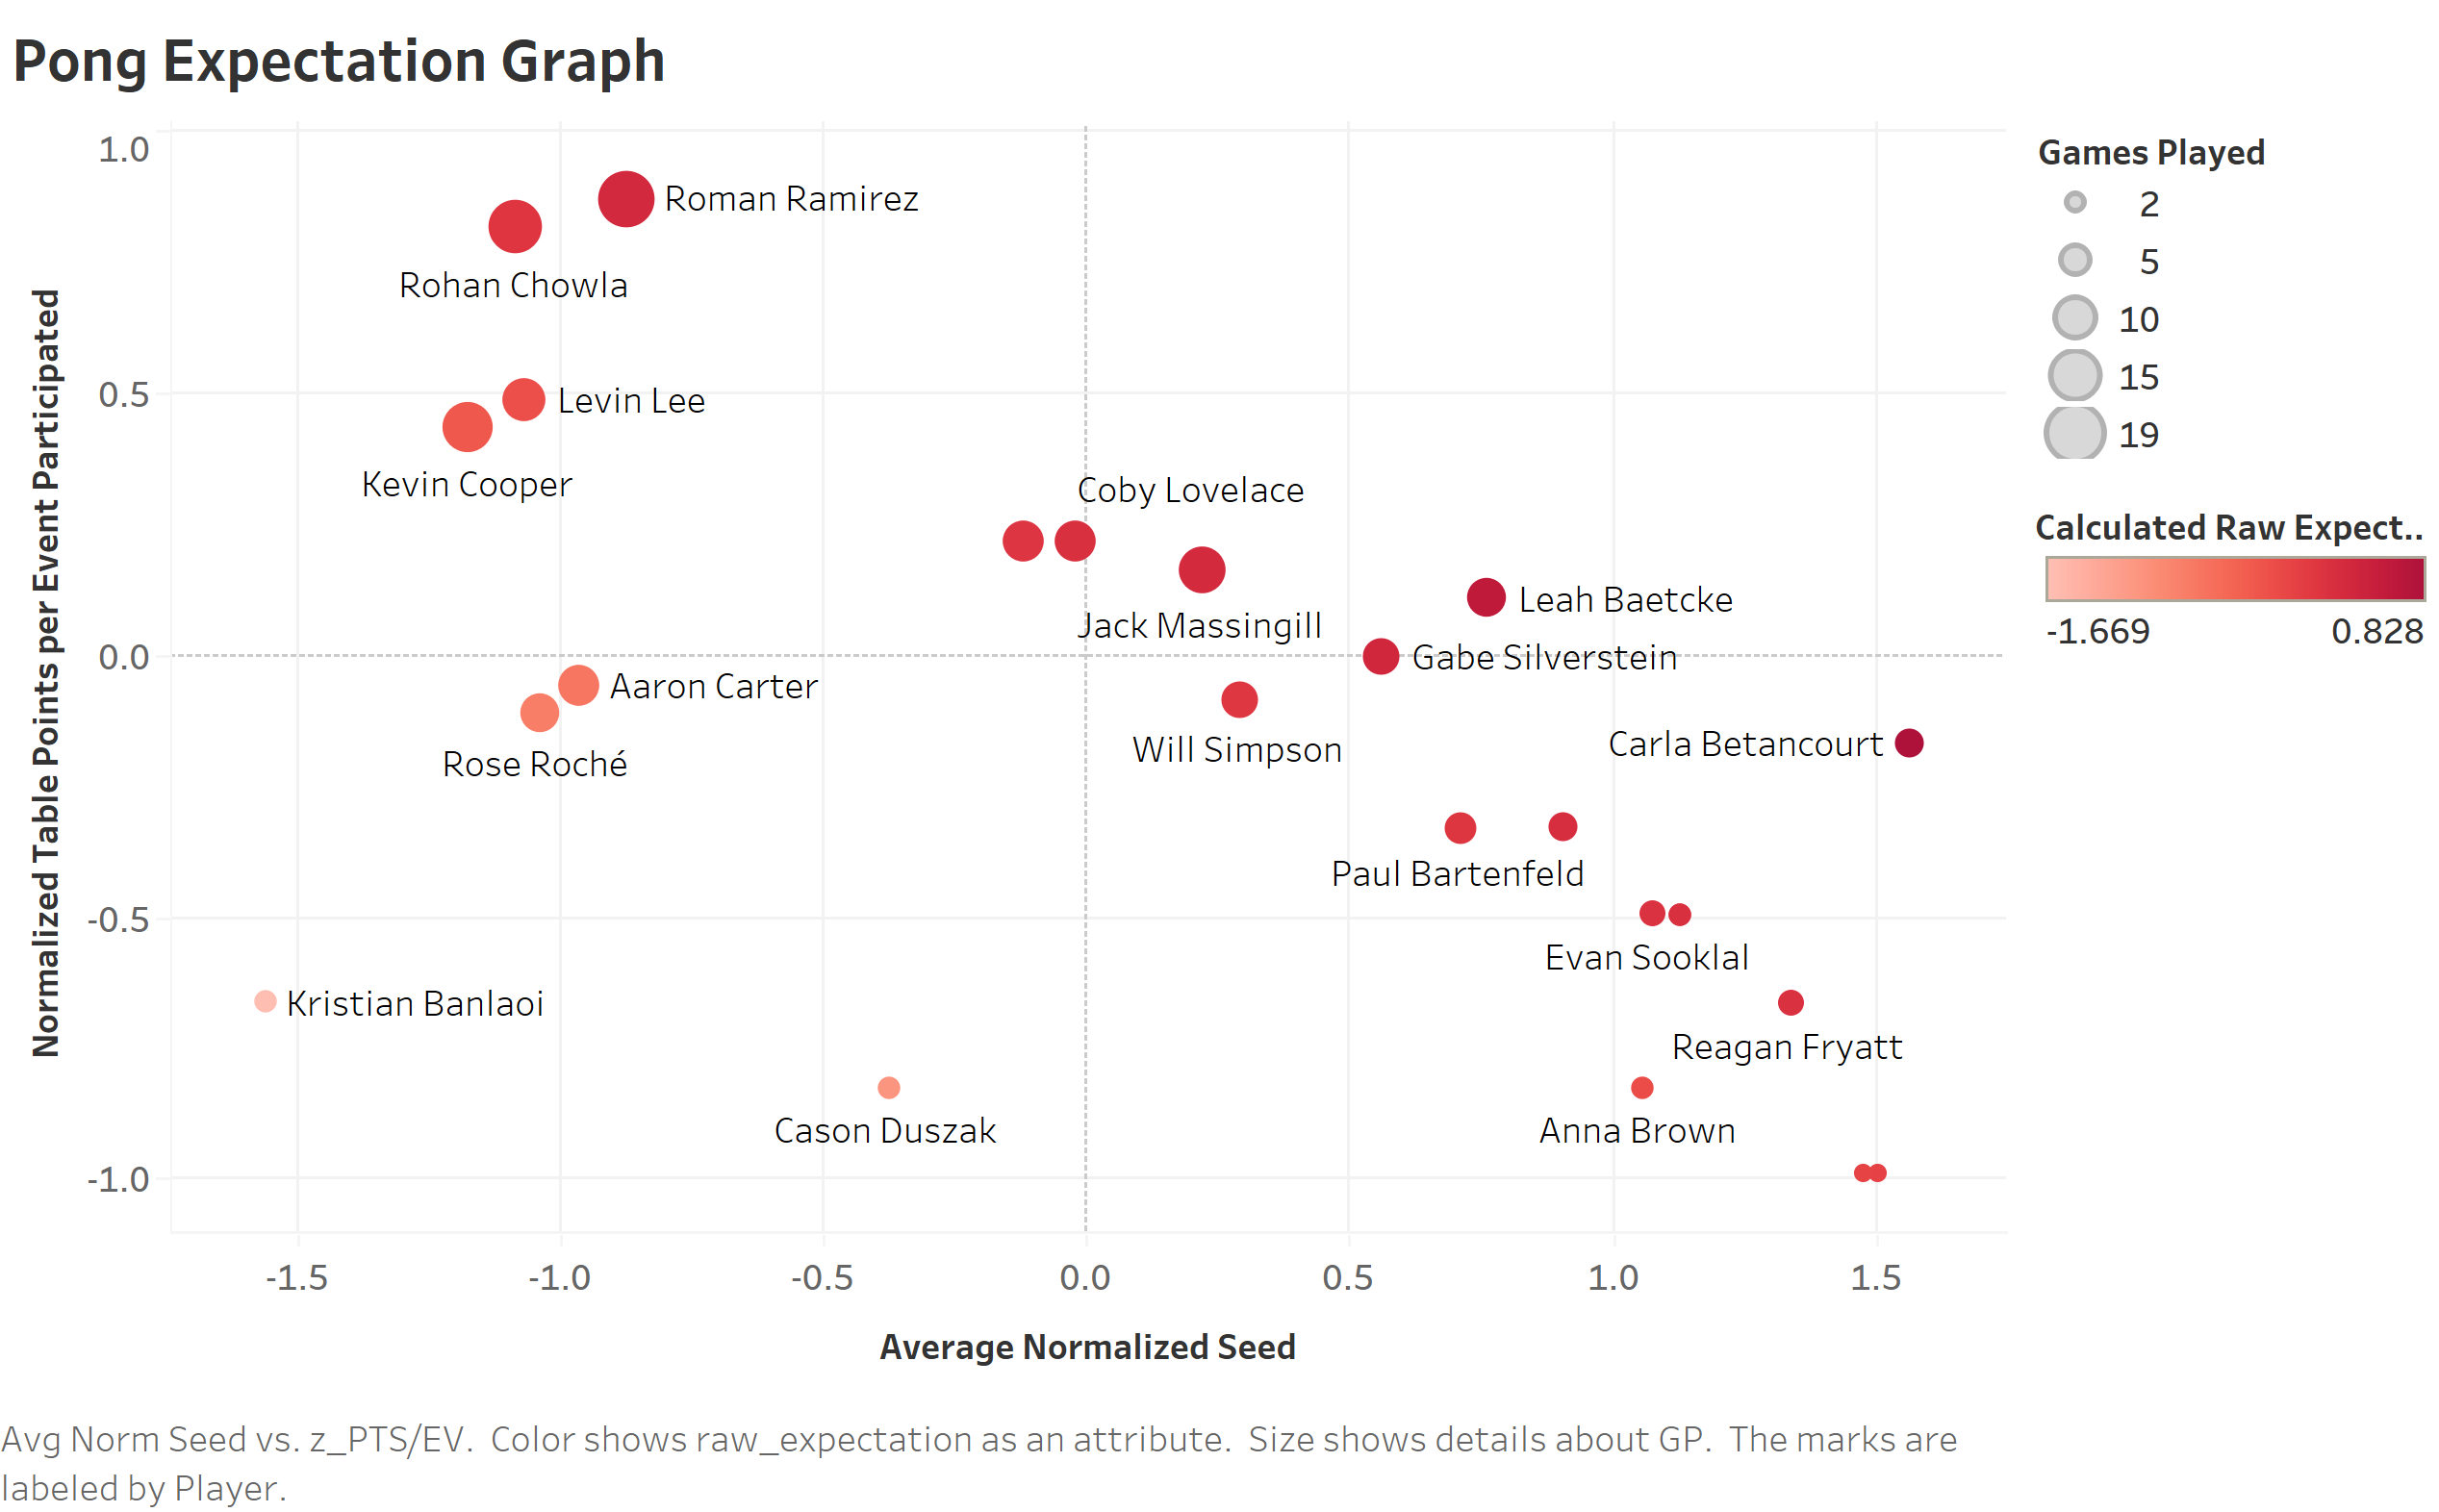 Pong Expectation Graph
Normalized Table Points per Event Participated
1.0
0.5
0.0
-0.5
-1.0
Roman Ramirez
Rohan Chowla
Levin Lee
Kevin Cooper
Coby Lovelace
Jack Massingill
Leah Baetcke
Gabe Silverstein
Aaron Carter
Rose Roché
Will Simpson
Carla Betancourt
Paul Bartenfeld
Evan Sooklal
Kristian Banlaoi
Reagan Fryatt
Cason Duszak
Anna Brown
-1.5
-1.0
-0.5
0.0
0.5
1.0
1.5
Average Normalized Seed
Games Played
2
5
10
15
19
Calculated Raw Expect..
-1.669 0.828
Avg Norm Seed vs. z_PTS/EV. Color shows raw_expectation as an attribute. Size shows details about GP. The marks are
labeled by Player.